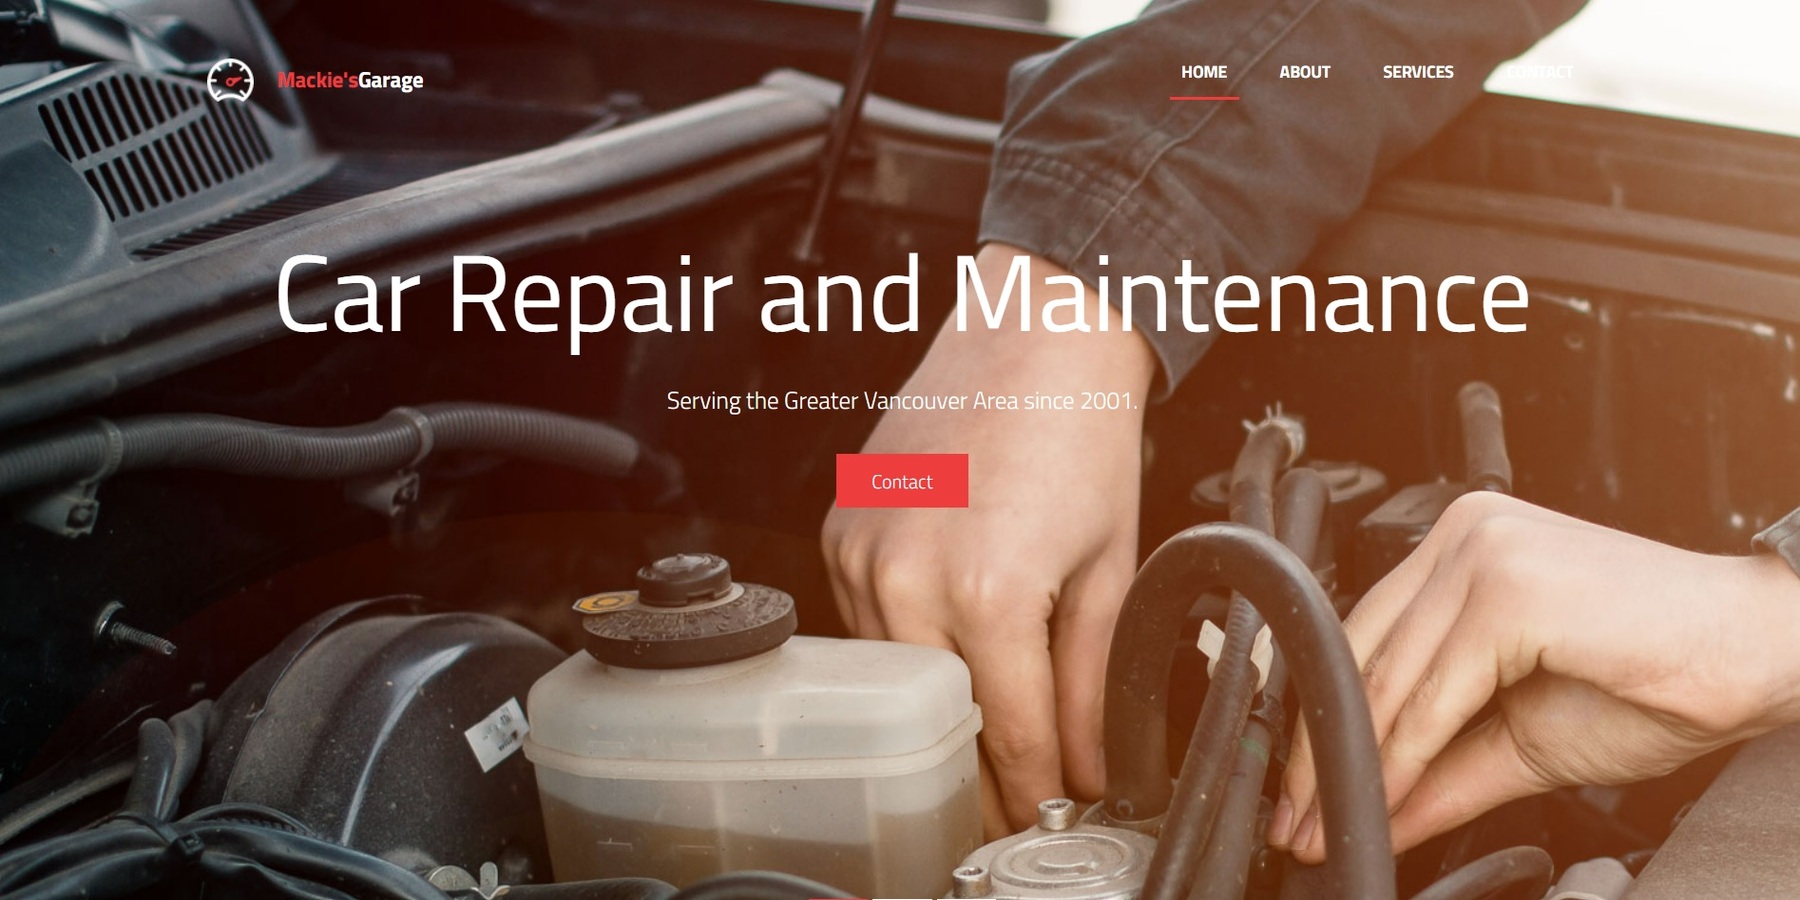 Mackie'sGarage
HOME ABOUT SERVICES CONTACT
Car Repair and Maintenance
Serving the Greater Vancouver Area since 2001.
Contact